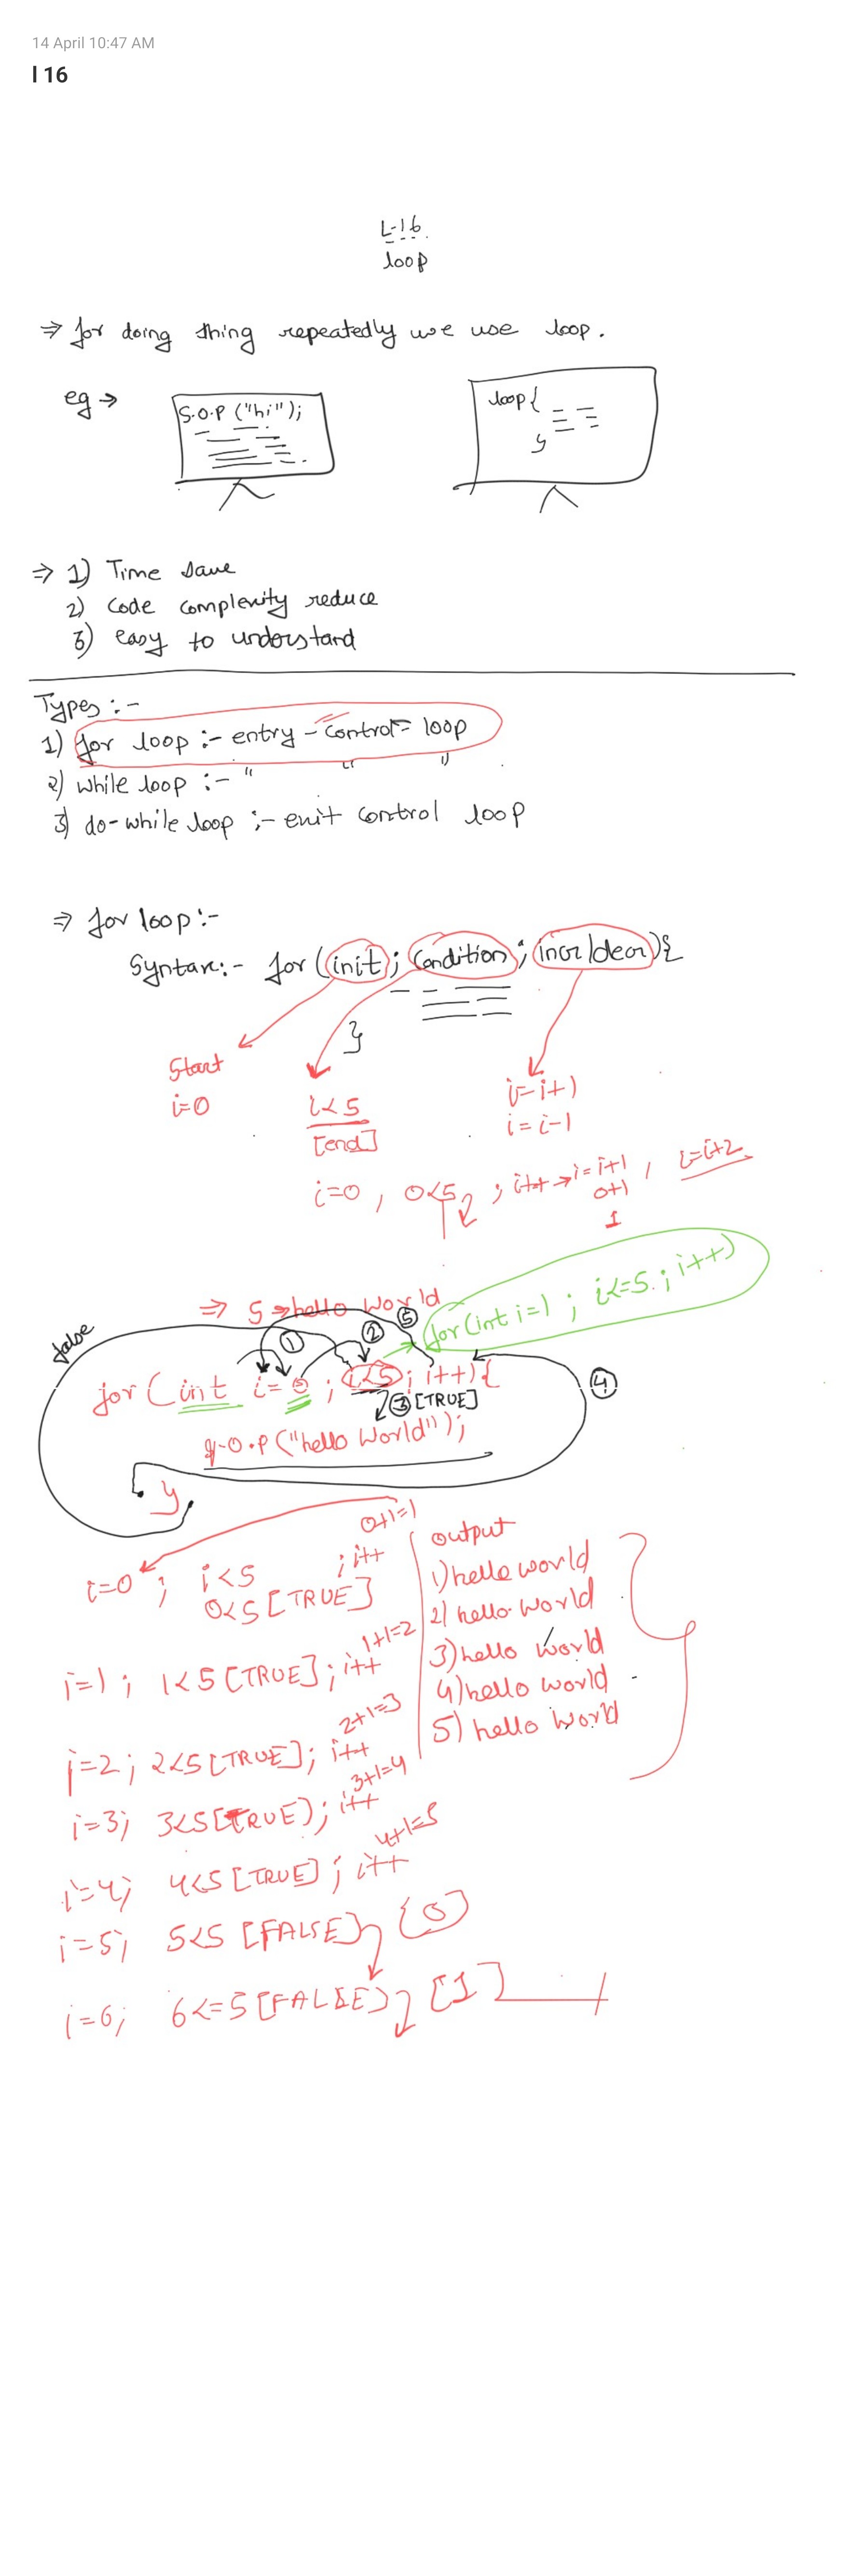 14 April 10:47 AM
l 16
L-16.
loop
⇒ for doing thing repeatedly we use loop.
eg →
S.O.P ("hi");
loop{
}
⇒ 1) Time save
2) Code complexity reduce
3) easy to understand
Types :-
1) for loop :- entry - control = loop
2) while loop :- " " "
3) do-while loop :- exit control loop
⇒ for loop :-
Syntax :- for (init ; condition ; incr/decr){
}
Start
i=0
i<5
[end]
i=i+1
i=i-1
i=0 , 0<5 ; i++ → i=i+1 , i=i+2
0+1
1
⇒ 5 → hello world
for(int i=1 ; i<=5. ; i++)
false
① ② ⑤
for (int i=0 ; i<5; i++){
③ [TRUE]
④
S.O.P ("hello World");
}
i=0 ; i<5 ; i++ 0+1=1
0<5 [TRUE]
i=1 ; 1<5 [TRUE] ; i++ 1+1=2
i=2 ; 2<5 [TRUE] ; i++ 2+1=3
i=3; 3<5 [TRUE] ; i++ 3+1=4
i=4; 4<5 [TRUE] ; i++ 4+1=5
i=5; 5<5 [FALSE] {0}
i=6; 6<=5 [FALSE] [1]
output
1) hello world
2) hello world
3) hello world
4) hello world
5) hello world